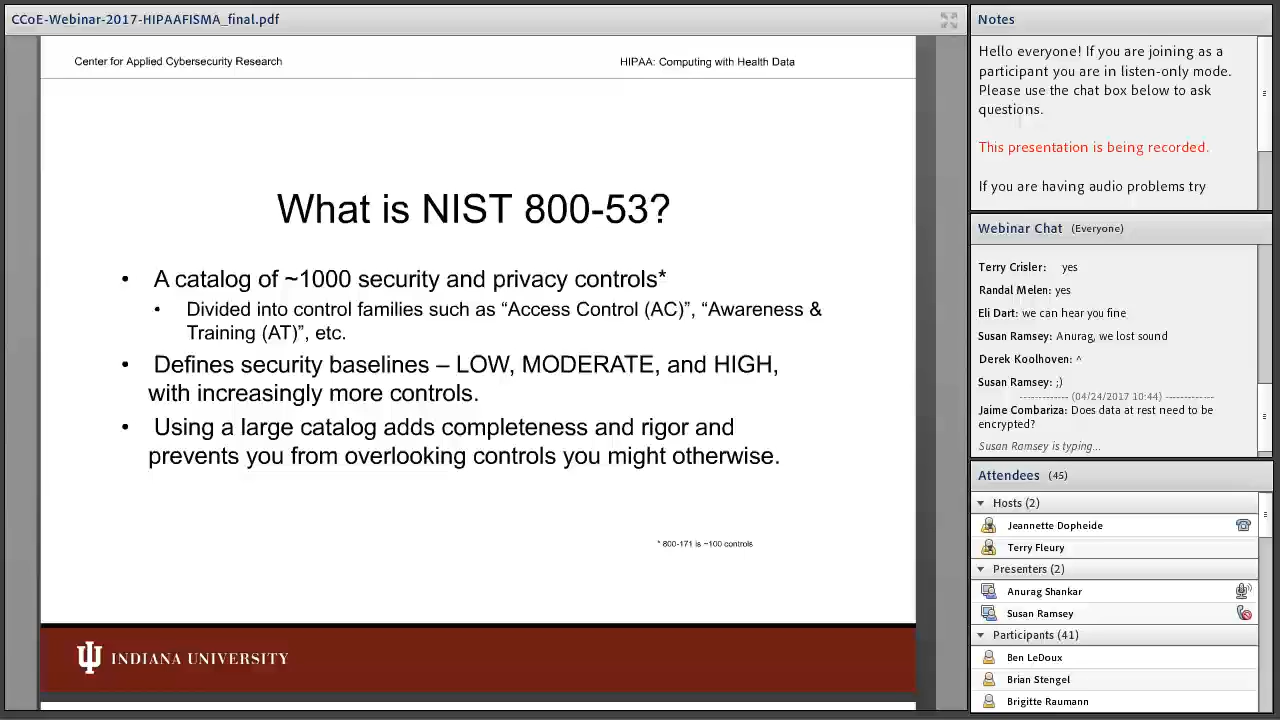 CCoE-Webinar-2017-HIPAAFISMA_final.pdf
Center for Applied Cybersecurity Research
HIPAA: Computing with Health Data
What is NIST 800-53?
• A catalog of ~1000 security and privacy controls*
• Divided into control families such as “Access Control (AC)”, “Awareness &
Training (AT)”, etc.
• Defines security baselines – LOW, MODERATE, and HIGH,
with increasingly more controls.
• Using a large catalog adds completeness and rigor and
prevents you from overlooking controls you might otherwise.
* 800-171 is ~100 controls
INDIANA UNIVERSITY
Notes
Hello everyone! If you are joining as a
participant you are in listen-only mode.
Please use the chat box below to ask
questions.
This presentation is being recorded.
If you are having audio problems try
Webinar Chat (Everyone)
Terry Crisler: yes
Randal Melen: yes
Eli Dart: we can hear you fine
Susan Ramsey: Anurag, we lost sound
Derek Koolhoven: ^
Susan Ramsey: ;)
------------ (04/24/2017 10:44) ------------
Jaime Combariza: Does data at rest need to be
encrypted?
Susan Ramsey is typing...
Attendees (45)
Hosts (2)
Jeannette Dopheide
Terry Fleury
Presenters (2)
Anurag Shankar
Susan Ramsey
Participants (41)
Ben LeDoux
Brian Stengel
Brigitte Raumann